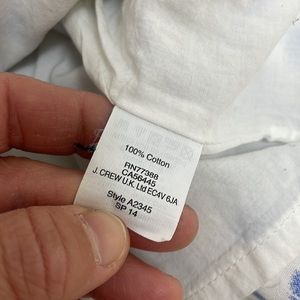 100% Cotton
RN77388
CA56445
J. CREW U.K. Ltd EC4V 6JA
Style A2345
SP 14